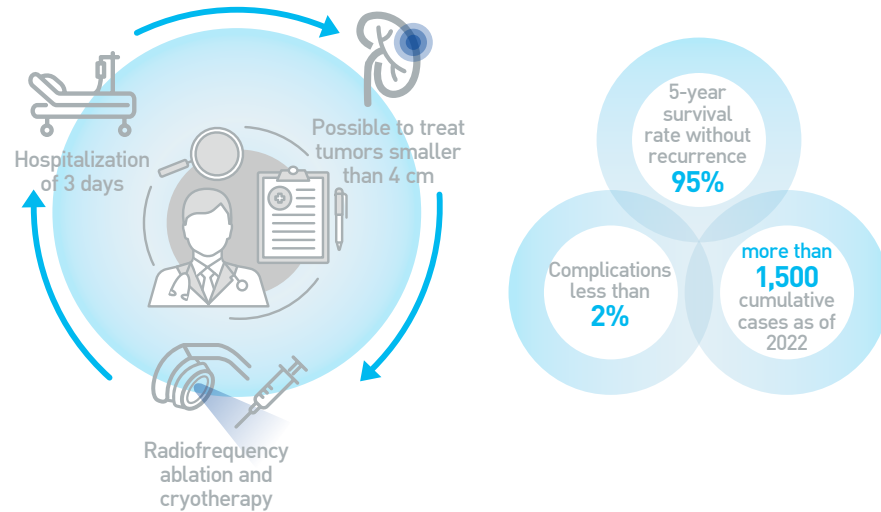 Hospitalization
of 3 days
Possible to treat
tumors smaller
than 4 cm
Radiofrequency
ablation and
cryotherapy
5-year
survival
rate without
recurrence
95%
Complications
less than
2%
more than
1,500
cumulative
cases as of
2022